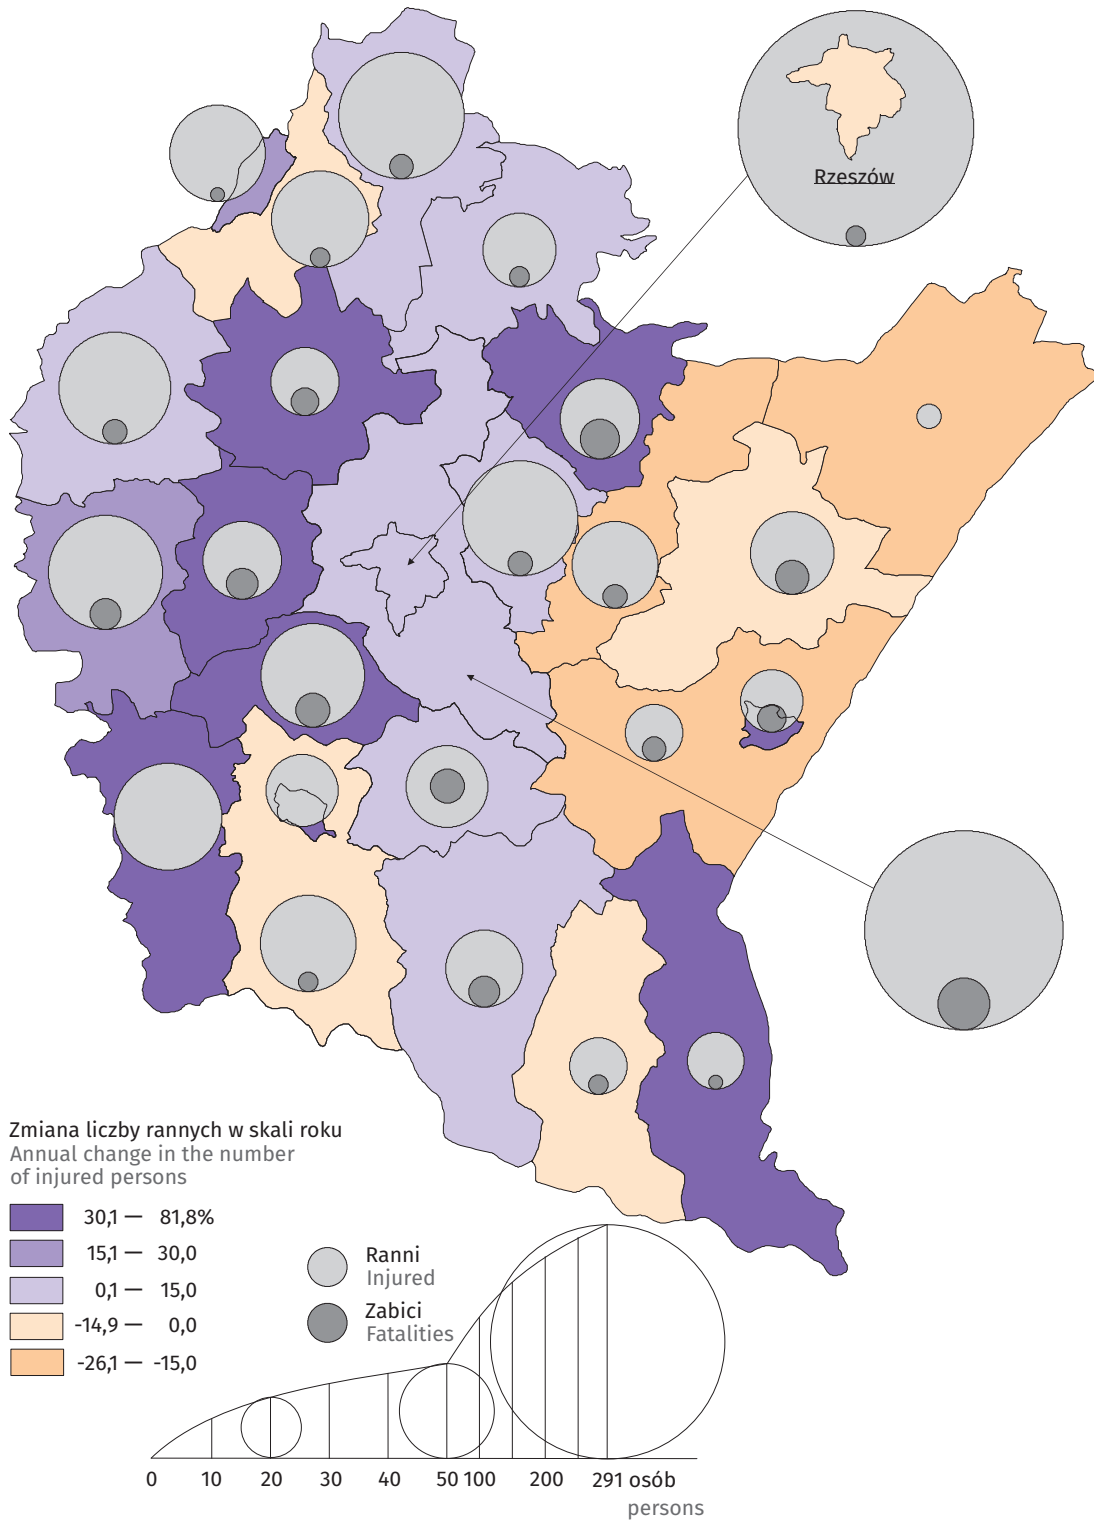 Rzeszów
Zmiana liczby rannych w skali roku
Annual change in the number
of injured persons
30,1 — 81,8%
15,1 — 30,0
0,1 — 15,0
-14,9 — 0,0
-26,1 — -15,0
Ranni
Injured
Zabici
Fatalities
0 10 20 30 40 50 100 200 291 osób
persons